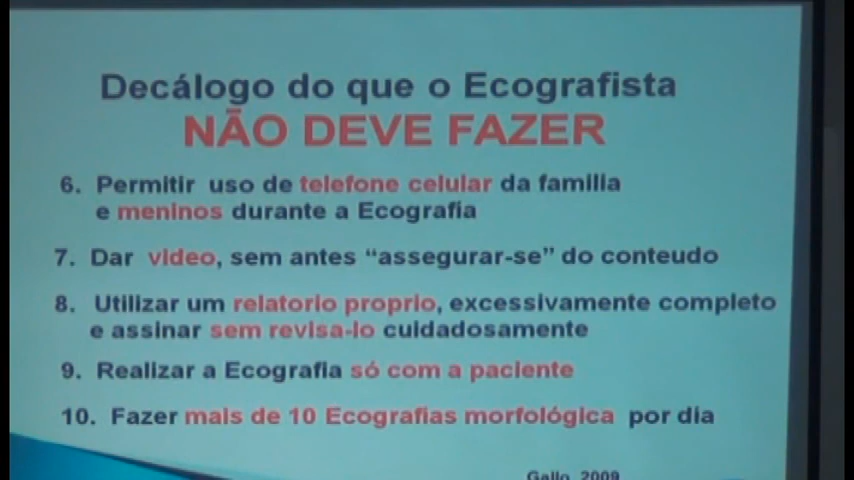 Decálogo do que o Ecografista
NÃO DEVE FAZER
6. Permitir uso de telefone celular da familia
e meninos durante a Ecografia
7. Dar video, sem antes “assegurar-se” do conteudo
8. Utilizar um relatorio proprio, excessivamente completo
e assinar sem revisa-lo cuidadosamente
9. Realizar a Ecografia só com a paciente
10. Fazer mais de 10 Ecografias morfológica por dia
Gallo, 2009